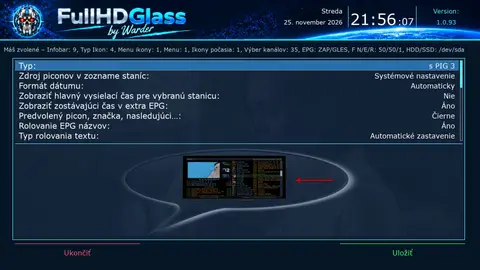 FullHDGlass
by Warder
Streda
25. november 2026
21:56:07
Version:
1.0.93
Máš zvolené – Infobar: 9, Typ Ikon: 4, Menu ikony: 1, Menu: 1, Ikony počasia: 1, Výber kanálov: 35, EPG: ZAP/GLES, F N/E/R: 50/50/1, HDD/SSD: /dev/sda
Typ: s PIG 3
Zdroj piconov v zozname staníc: Systémové nastavenie
Formát dátumu: Automaticky
Zobraziť hlavný vysielací čas pre vybranú stanicu: Nie
Zobraziť zostávajúci čas v extra EPG: Áno
Predvolený picon, značka, nasledujúci...: Čierne
Rolovanie EPG názvov: Áno
Typ rolovania textu: Automatické zastavenie
Ukončiť
Uložiť